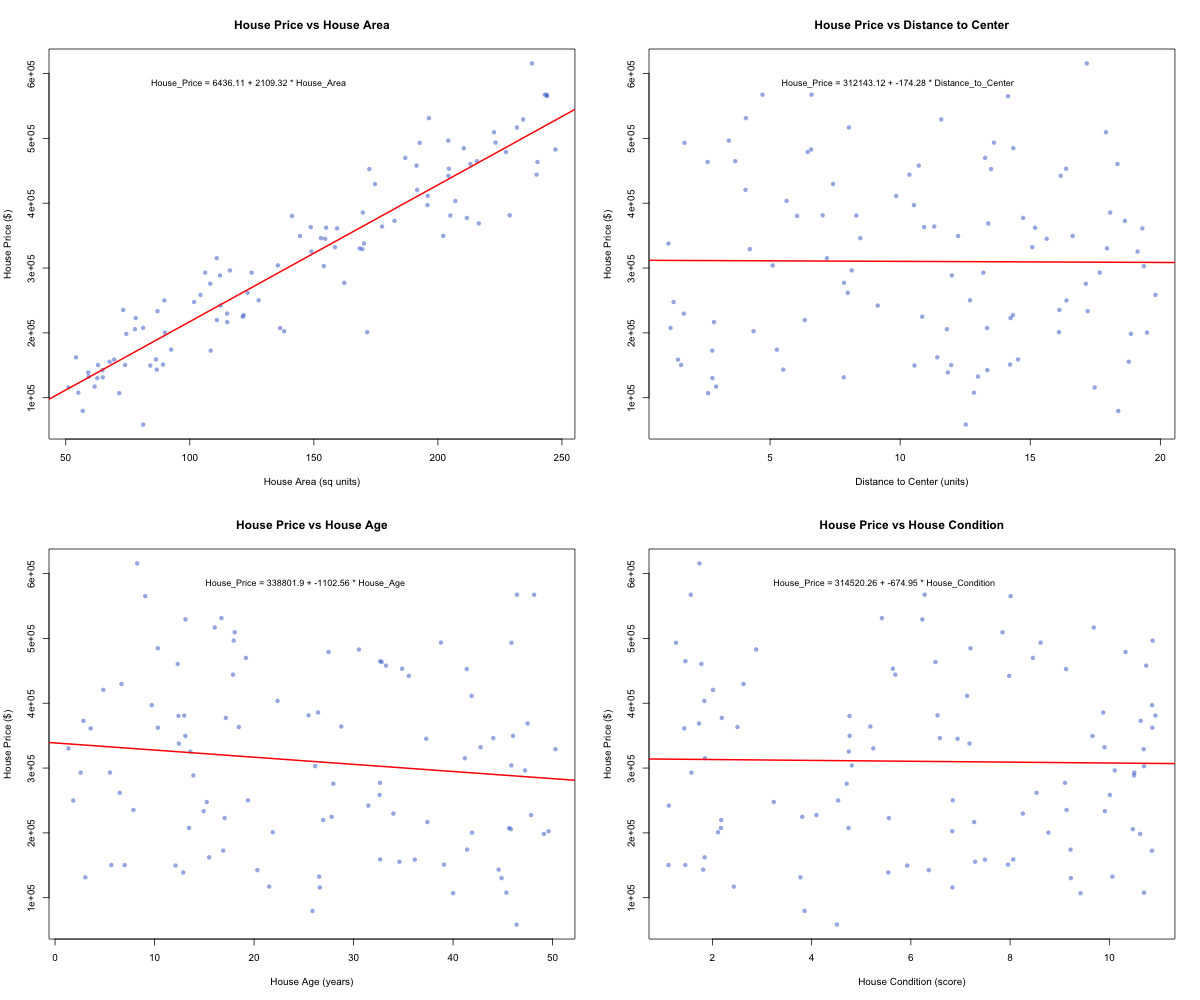 House Price vs House Area
House_Price = 6436.11 + 2109.32 * House_Area
House Price ($)
1e+05 2e+05 3e+05 4e+05 5e+05 6e+05
50 100 150 200 250
House Area (sq units)
House Price vs Distance to Center
House_Price = 312143.12 + -174.28 * Distance_to_Center
House Price ($)
1e+05 2e+05 3e+05 4e+05 5e+05 6e+05
5 10 15 20
Distance to Center (units)
House Price vs House Age
House_Price = 338801.9 + -1102.56 * House_Age
House Price ($)
1e+05 2e+05 3e+05 4e+05 5e+05 6e+05
0 10 20 30 40 50
House Age (years)
House Price vs House Condition
House_Price = 314520.26 + -674.95 * House_Condition
House Price ($)
1e+05 2e+05 3e+05 4e+05 5e+05 6e+05
2 4 6 8 10
House Condition (score)